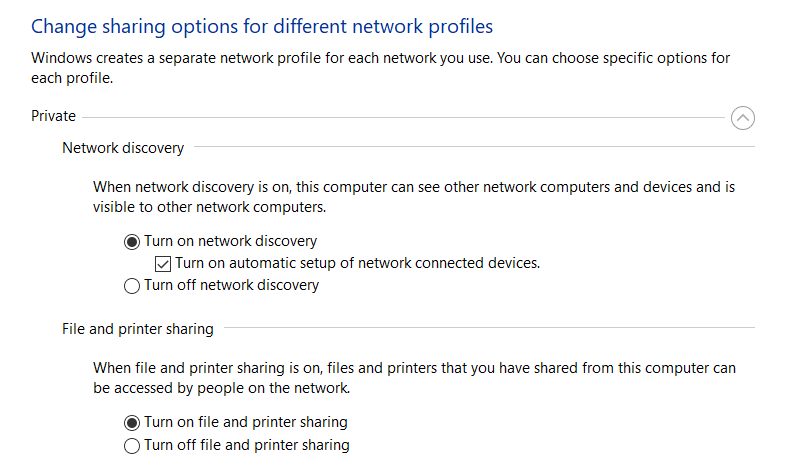 Change sharing options for different network profiles
Windows creates a separate network profile for each network you use. You can choose specific options for
each profile.
Private
Network discovery
When network discovery is on, this computer can see other network computers and devices and is
visible to other network computers.
Turn on network discovery
Turn on automatic setup of network connected devices.
Turn off network discovery
File and printer sharing
When file and printer sharing is on, files and printers that you have shared from this computer can
be accessed by people on the network.
Turn on file and printer sharing
Turn off file and printer sharing